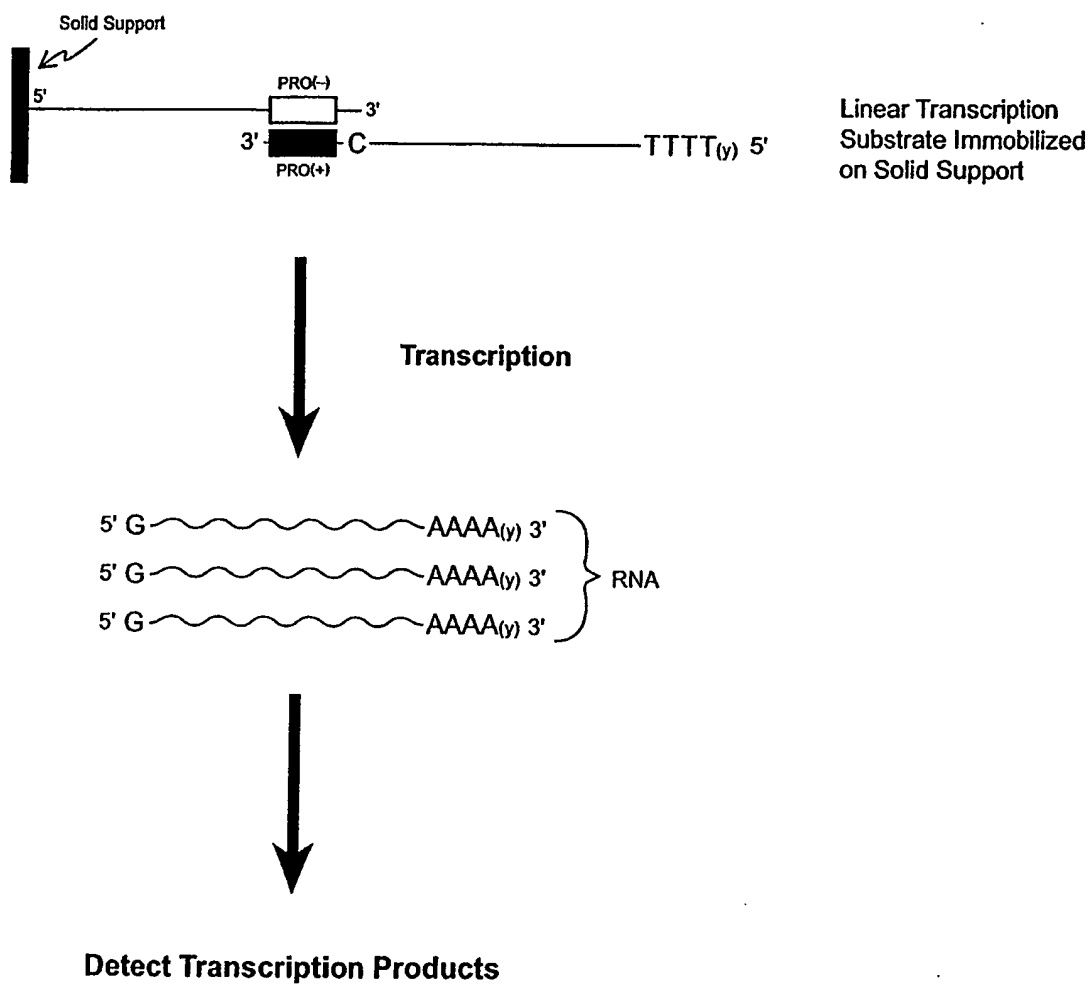 Solid Support
5'
PRO(-)
3'
3'
C
TTTT(y) 5'
PRO(+)
Linear Transcription
Substrate Immobilized
on Solid Support
Transcription
5' G AAAA(y) 3'
5' G AAAA(y) 3'
5' G AAAA(y) 3'
RNA
Detect Transcription Products